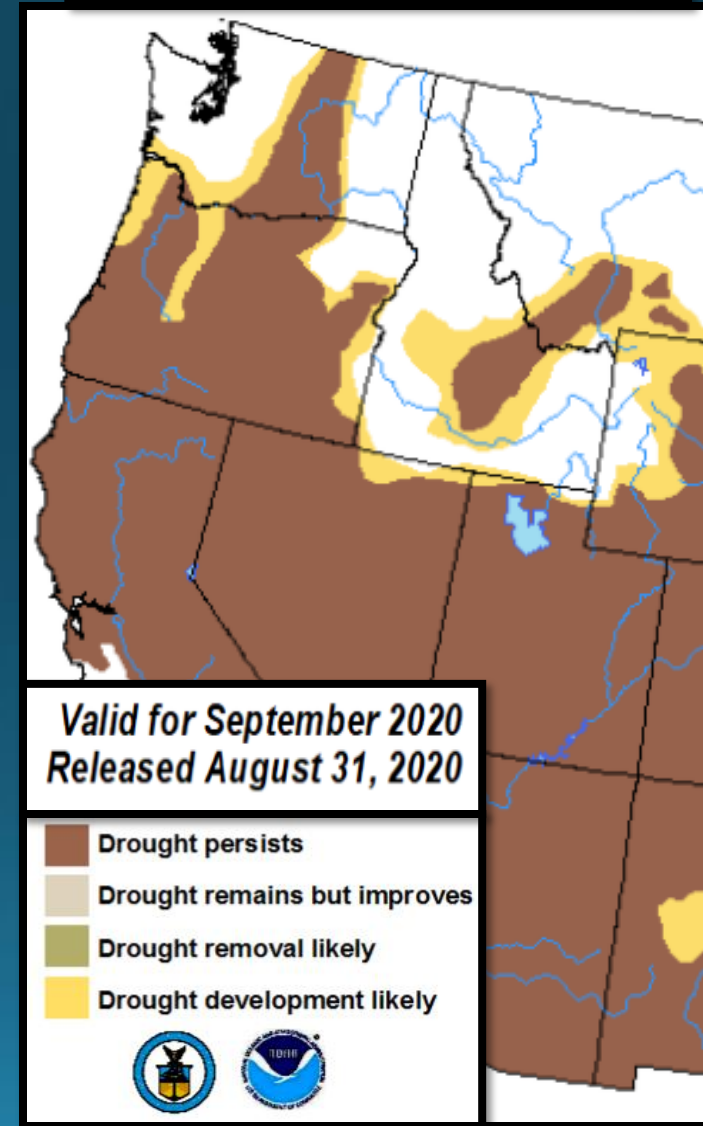 Valid for September 2020
Released August 31, 2020
Drought persists
Drought remains but improves
Drought removal likely
Drought development likely